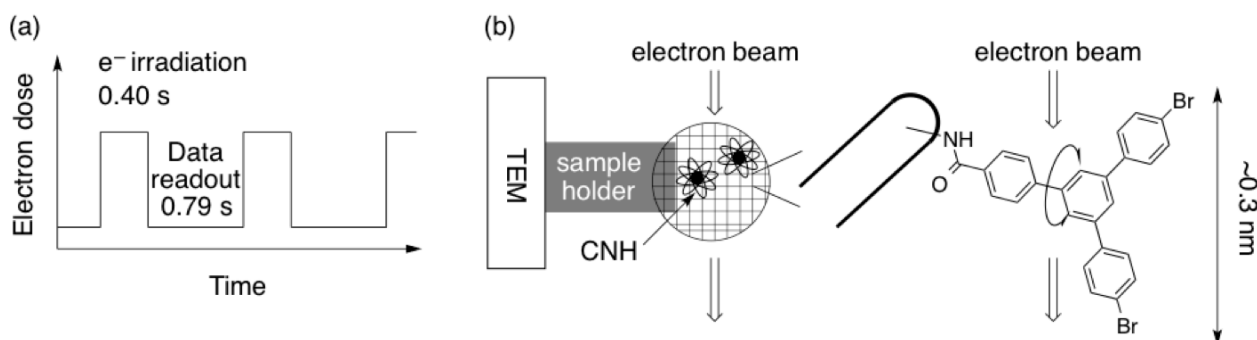 (a)
e– irradiation
0.40 s
Data
readout
0.79 s
Electron dose
Time
(b)
electron beam
electron beam
TEM
sample
holder
CNH
NH
O
Br
Br
~0.3 nm